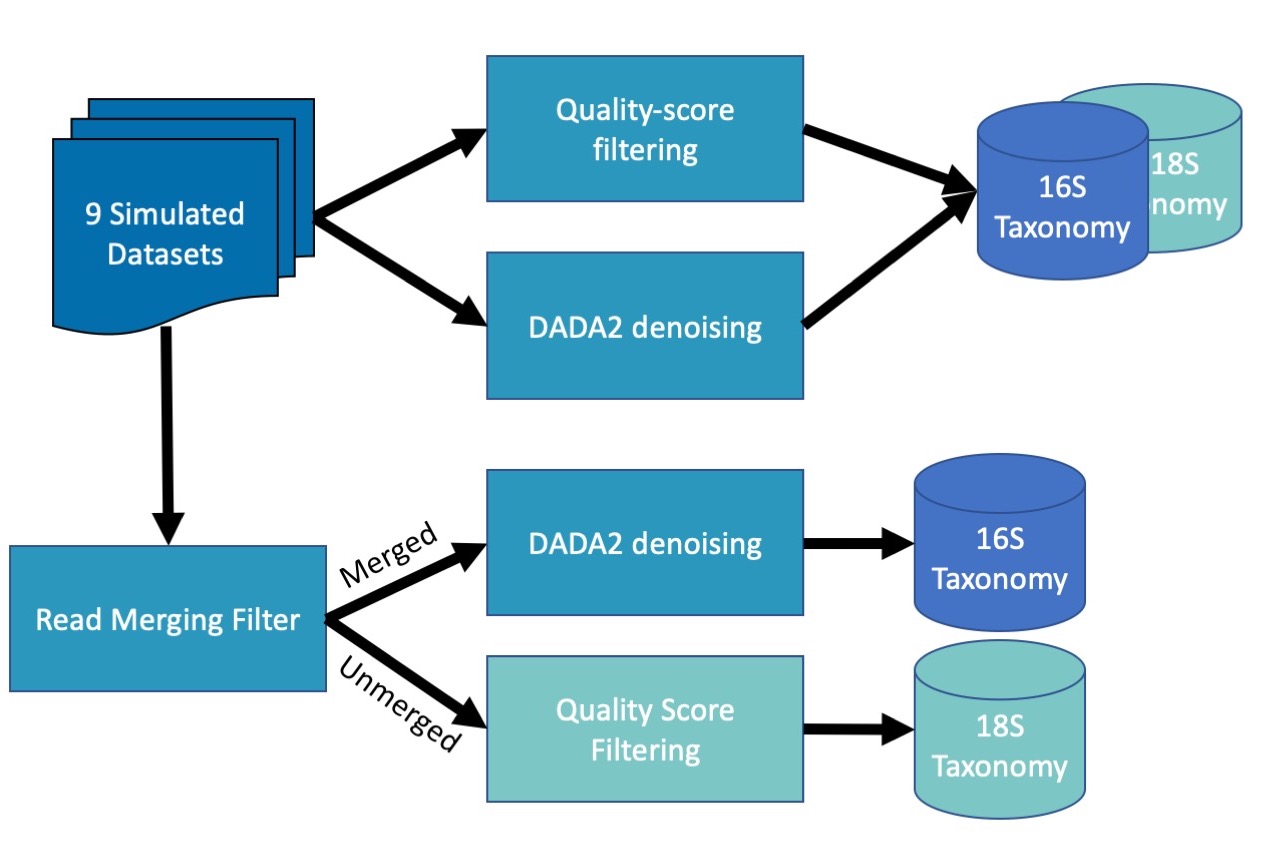 Quality-score
filtering
9 Simulated
Datasets
16S
Taxonomy
18S
nomy
DADA2 denoising
Read Merging Filter
Merged
Unmerged
DADA2 denoising
16S
Taxonomy
Quality Score
Filtering
18S
Taxonomy